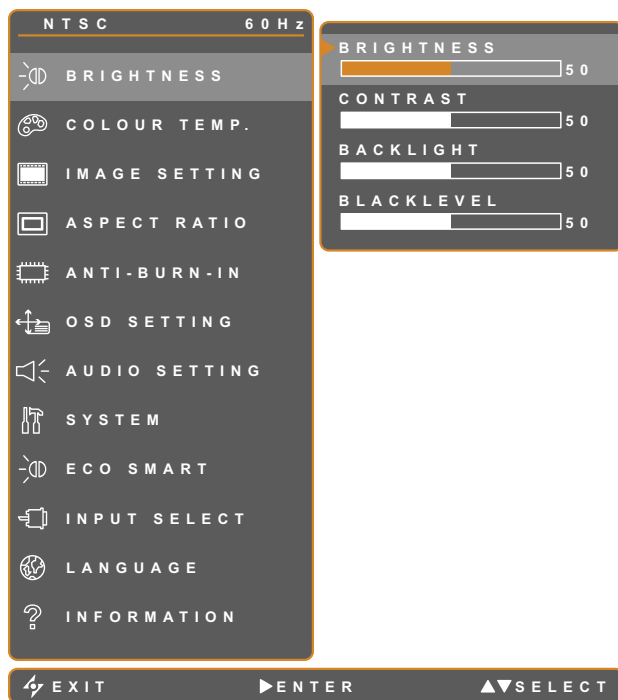 NTSC 60Hz
BRIGHTNESS
COLOUR TEMP.
IMAGE SETTING
ASPECT RATIO
ANTI-BURN-IN
OSD SETTING
AUDIO SETTING
SYSTEM
ECO SMART
INPUT SELECT
LANGUAGE
INFORMATION
BRIGHTNESS
50
CONTRAST
50
BACKLIGHT
50
BLACKLEVEL
50
EXIT ▶ENTER ▲▼SELECT